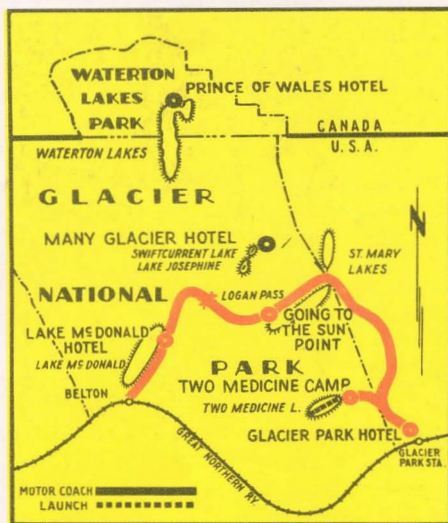 WATERTON
LAKES
PARK
PRINCE OF WALES HOTEL
CANADA
U.S.A.
WATERTON LAKES
GLACIER
N
MANY GLACIER HOTEL
SWIFTCURRENT LAKE
LAKE JOSEPHINE
ST. MARY
LAKES
NATIONAL
LOGAN PASS
GOING TO
THE SUN
POINT
LAKE McDONALD
HOTEL
LAKE McDONALD
PARK
TWO MEDICINE CAMP
BELTON
TWO MEDICINE L.
GLACIER PARK HOTEL
GREAT NORTHERN RY.
GLACIER
PARK STA.
MOTOR COACH
LAUNCH